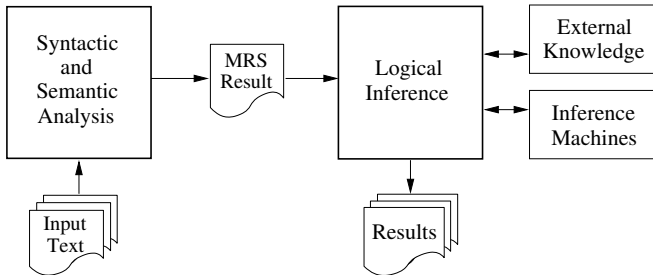 Syntactic
and
Semantic
Analysis
MRS
Result
Logical
Inference
External
Knowledge
Inference
Machines
Input
Text
Results